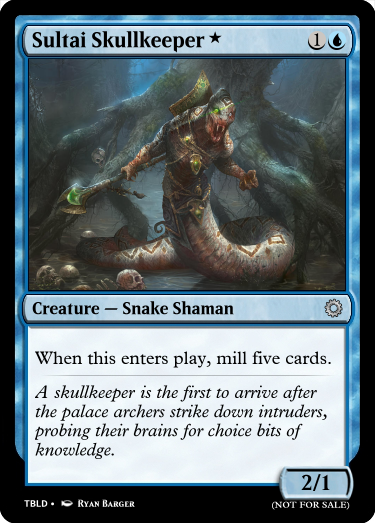 Sultai Skullkeeper ★ 1
Creature — Snake Shaman
When this enters play, mill five cards.
A skullkeeper is the first to arrive after
the palace archers strike down intruders,
probing their brains for choice bits of
knowledge.
2/1
TBLD • Ryan Barger
(NOT FOR SALE)